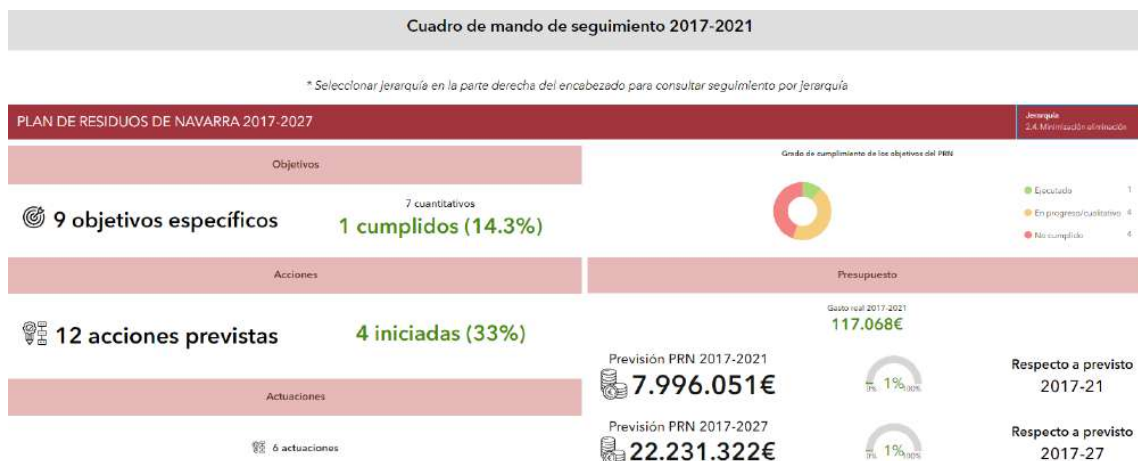 Cuadro de mando de seguimiento 2017-2021
* Seleccionar jerarquía en la parte derecha del encabezado para consultar seguimiento por jerarquía
PLAN DE RESIDUOS DE NAVARRA 2017-2027
Jerarquía
2.4. Minimización eliminación
Objetivos
9 objetivos específicos
7 cuantitativos
1 cumplidos (14.3%)
Grado de cumplimiento de los objetivos del PRN
Ejecutado 1
En progreso/cualitativo 4
No cumplido 4
Acciones
12 acciones previstas
4 iniciadas (33%)
Actuaciones
6 actuaciones
Presupuesto
Gasto real 2017-2021
117.068€
Previsión PRN 2017-2021
7.996.051€
0% 1% 100%
Respecto a previsto
2017-21
Previsión PRN 2017-2027
22.231.322€
0% 1% 100%
Respecto a previsto
2017-27